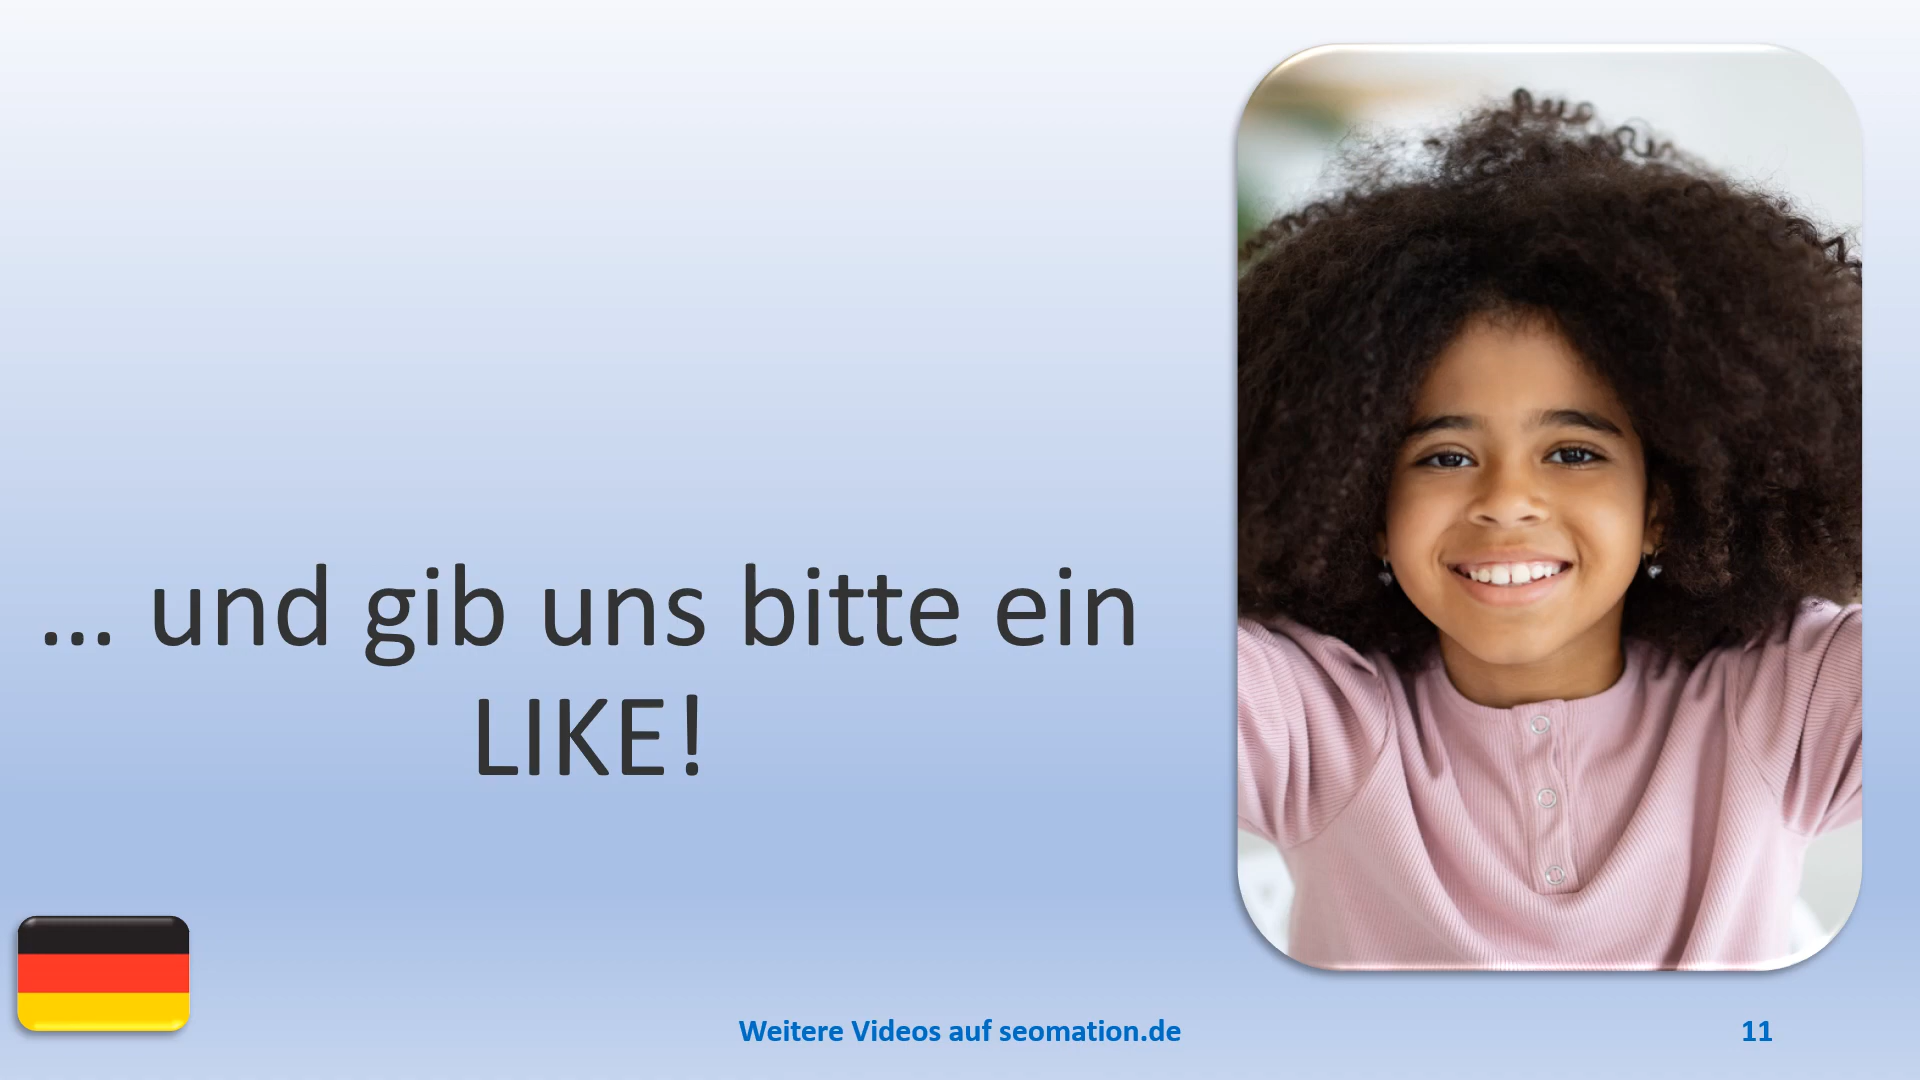 ... und gib uns bitte ein
LIKE!
Weitere Videos auf seomation.de
11